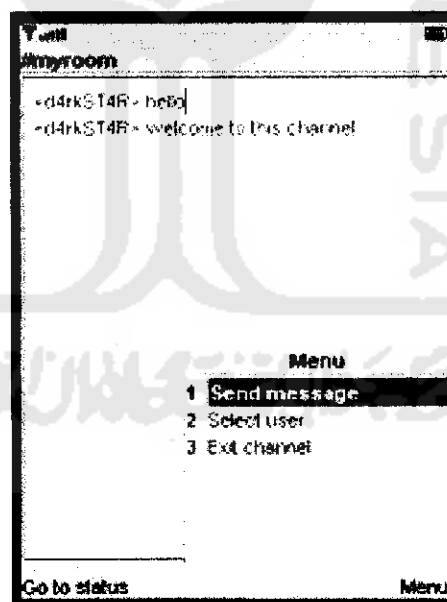 #myroom
<d4rkST4R> hello
<d4rkST4R> welcome to this channel
Menu
1 Send message
2 Select user
3 Exit channel
Go to status
Menu